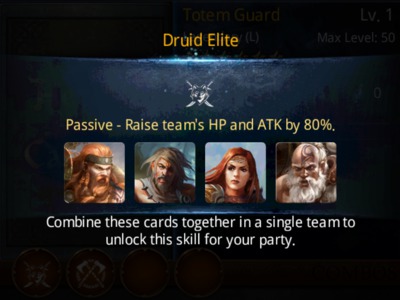 Totem Guard
Lv. 1
Druid Elite
(L)
Max Level: 50
0
Passive - Raise team's HP and ATK by 80%.
Combine these cards together in a single team to
unlock this skill for your party.